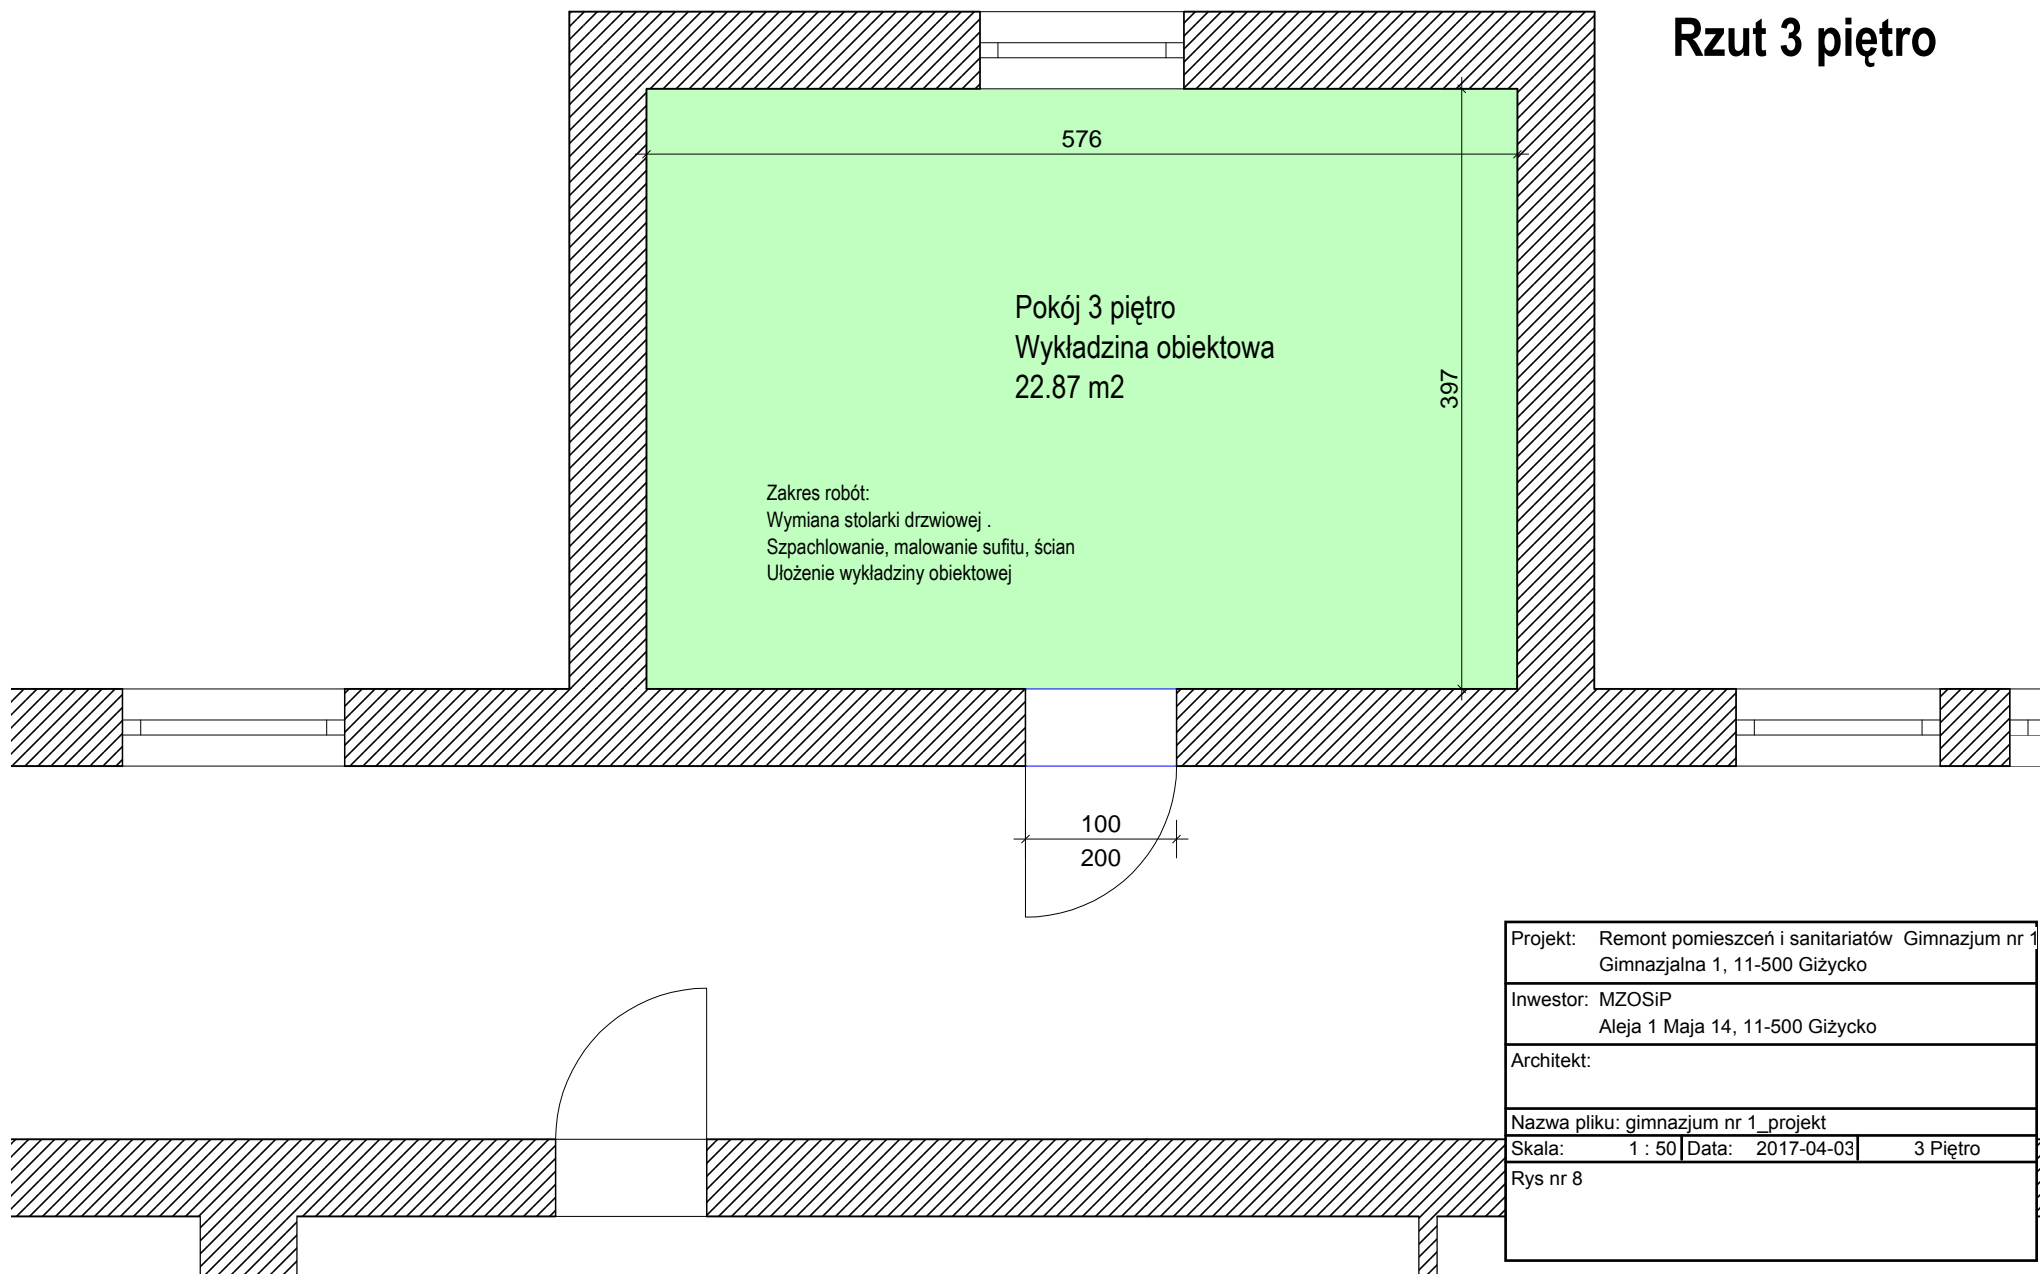 Rzut 3 piętro
576
Pokój 3 piętro
Wykładzina obiektowa
22.87 m2
397
Zakres robót:
Wymiana stolarki drzwiowej .
Szpachlowanie, malowanie sufitu, ścian
Ułożenie wykładziny obiektowej
100
200
Projekt: Remont pomieszceń i sanitariatów Gimnazjum nr 1
Gimnazjalna 1, 11-500 Giżycko
Inwestor: MZOSiP
Aleja 1 Maja 14, 11-500 Giżycko
Architekt:
Nazwa pliku: gimnazjum nr 1_projekt
Skala: 1 : 50 Data: 2017-04-03 3 Piętro
Rys nr 8